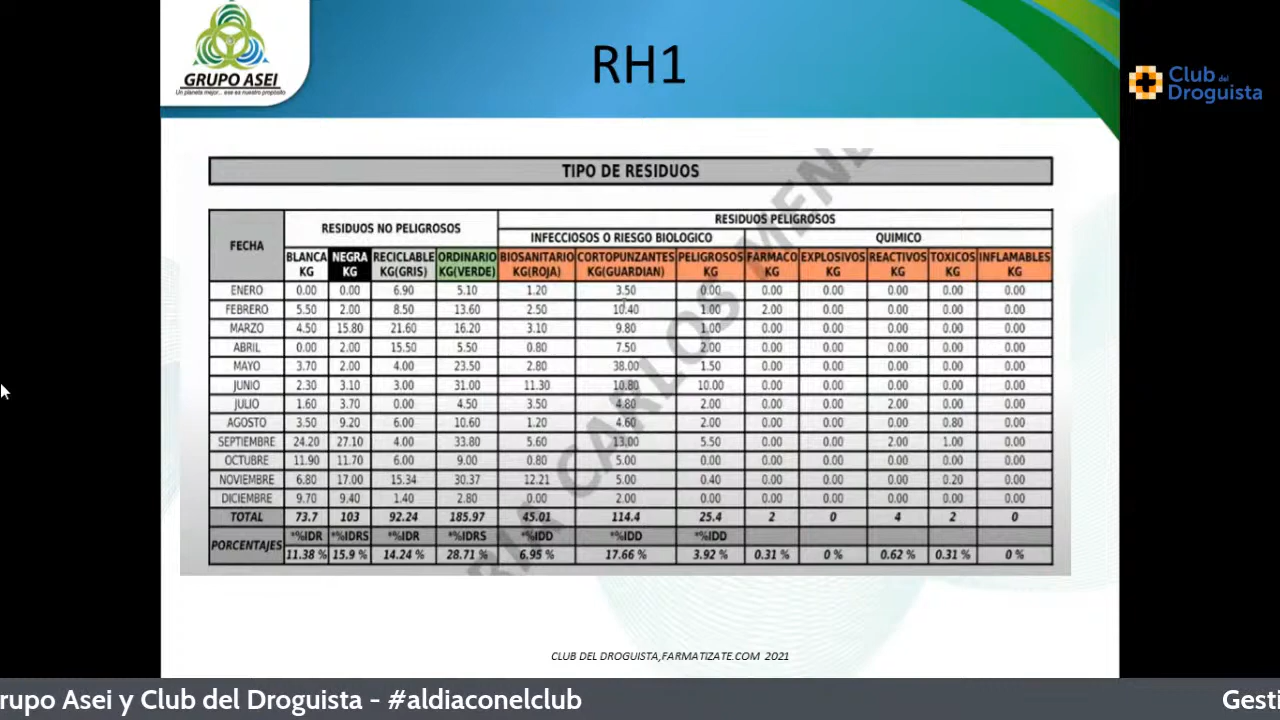 GRUPO ASEI
Un planeta mejor... ese es nuestro propósito
RH1
Club del
Droguista
TIPO DE RESIDUOS
FECHA RESIDUOS NO PELIGROSOS RESIDUOS PELIGROSOS
INFECCIOSOS O RIESGO BIOLOGICO QUIMICO
BLANCA KG NEGRA KG RECICLABLE KG(GRIS) ORDINARIO KG(VERDE) BIOSANITARIO KG(ROJA) CORTOPUNZANTES KG(GUARDIAN) PELIGROSOS KG FARMACO KG EXPLOSIVOS KG REACTIVOS KG TOXICOS KG INFLAMABLES KG
ENERO 0.00 0.00 6.90 5.10 1.20 3.50 0.00 0.00 0.00 0.00 0.00 0.00
FEBRERO 5.50 2.00 8.50 13.60 2.50 10.40 1.00 2.00 0.00 0.00 0.00 0.00
MARZO 4.50 15.80 21.60 16.20 3.10 9.80 1.00 0.00 0.00 0.00 0.00 0.00
ABRIL 0.00 2.00 15.50 5.50 0.80 7.50 2.00 0.00 0.00 0.00 0.00 0.00
MAYO 3.70 2.00 4.00 23.50 2.80 38.00 1.50 0.00 0.00 0.00 0.00 0.00
JUNIO 2.30 3.10 3.00 31.00 11.30 10.80 10.00 0.00 0.00 0.00 0.00 0.00
JULIO 1.60 3.70 0.00 4.50 3.50 4.80 2.00 0.00 0.00 2.00 0.00 0.00
AGOSTO 3.50 9.20 6.00 10.60 1.20 4.60 2.00 0.00 0.00 0.00 0.80 0.00
SEPTIEMBRE 24.20 27.10 4.00 33.80 5.60 13.00 5.50 0.00 0.00 2.00 1.00 0.00
OCTUBRE 11.90 11.70 6.00 9.00 0.80 5.00 0.00 0.00 0.00 0.00 0.00 0.00
NOVIEMBRE 6.80 17.00 15.34 30.37 12.21 5.00 0.40 0.00 0.00 0.00 0.20 0.00
DICIEMBRE 9.70 9.40 1.40 2.80 0.00 2.00 0.00 0.00 0.00 0.00 0.00 0.00
TOTAL 73.7 103 92.24 185.97 45.01 114.4 25.4 2 0 4 2 0
PORCENTAJES *%IDR *%IDRS *%IDR *%IDRS *%IDD *%IDD *%IDD
11.38 % 15.9 % 14.24 % 28.71 % 6.95 % 17.66 % 3.92 % 0.31 % 0 % 0.62 % 0.31 % 0 %
CARLOS
CLUB DEL DROGUISTA,FARMATIZATE.COM 2021
rupo Asei y Club del Droguista - #aldiaconelclub
Gesti